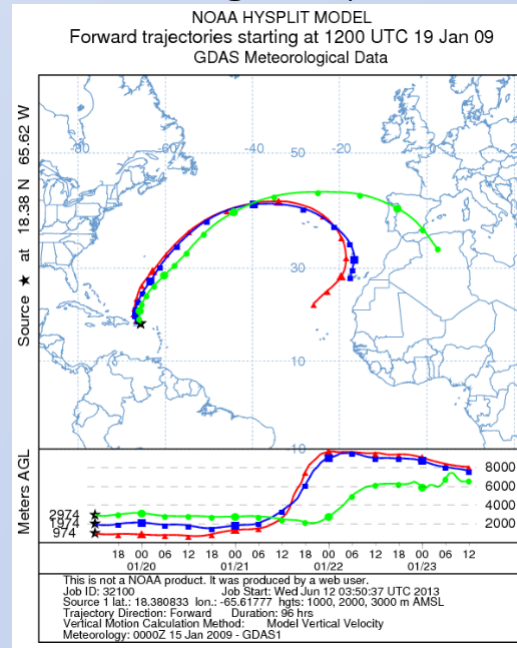 NOAA HYSPLIT MODEL
Forward trajectories starting at 1200 UTC 19 Jan 09
GDAS Meteorological Data
Source ★ at 18.38 N 65.62 W
-80
-60
-40
-20
50
30
10
-10
Meters AGL
2974
1974
974
8000
6000
4000
2000
18 00 06 12 18 00 06 12 18 00 06 12 18 00 06 12
01/20 01/21 01/22 01/23
This is not a NOAA product. It was produced by a web user.
Job ID: 32100 Job Start: Wed Jun 12 03:50:37 UTC 2013
Source 1 lat.: 18.380833 lon.: -65.61777 hgts: 1000, 2000, 3000 m AMSL
Trajectory Direction: Forward Duration: 96 hrs
Vertical Motion Calculation Method: Model Vertical Velocity
Meteorology: 0000Z 15 Jan 2009 - GDAS1